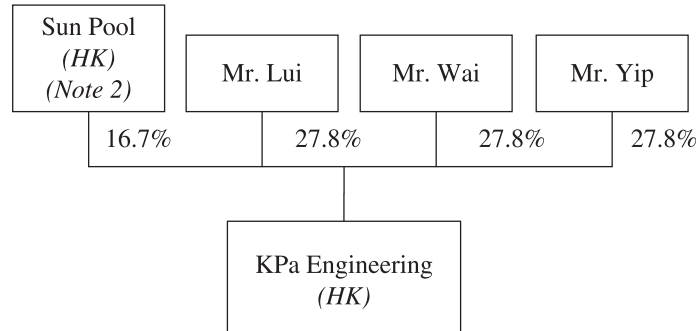 Sun Pool
(HK)
(Note 2)
Mr. Lui
Mr. Wai
Mr. Yip
16.7%
27.8%
27.8%
27.8%
KPa Engineering
(HK)